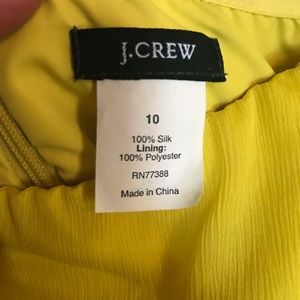 J.CREW
10
100% Silk
Lining:
100% Polyester
RN77388
Made in China